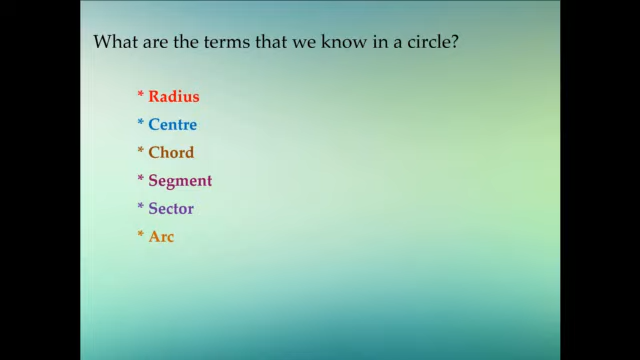 What are the terms that we know in a circle?
* Radius
* Centre
* Chord
* Segment
* Sector
* Arc